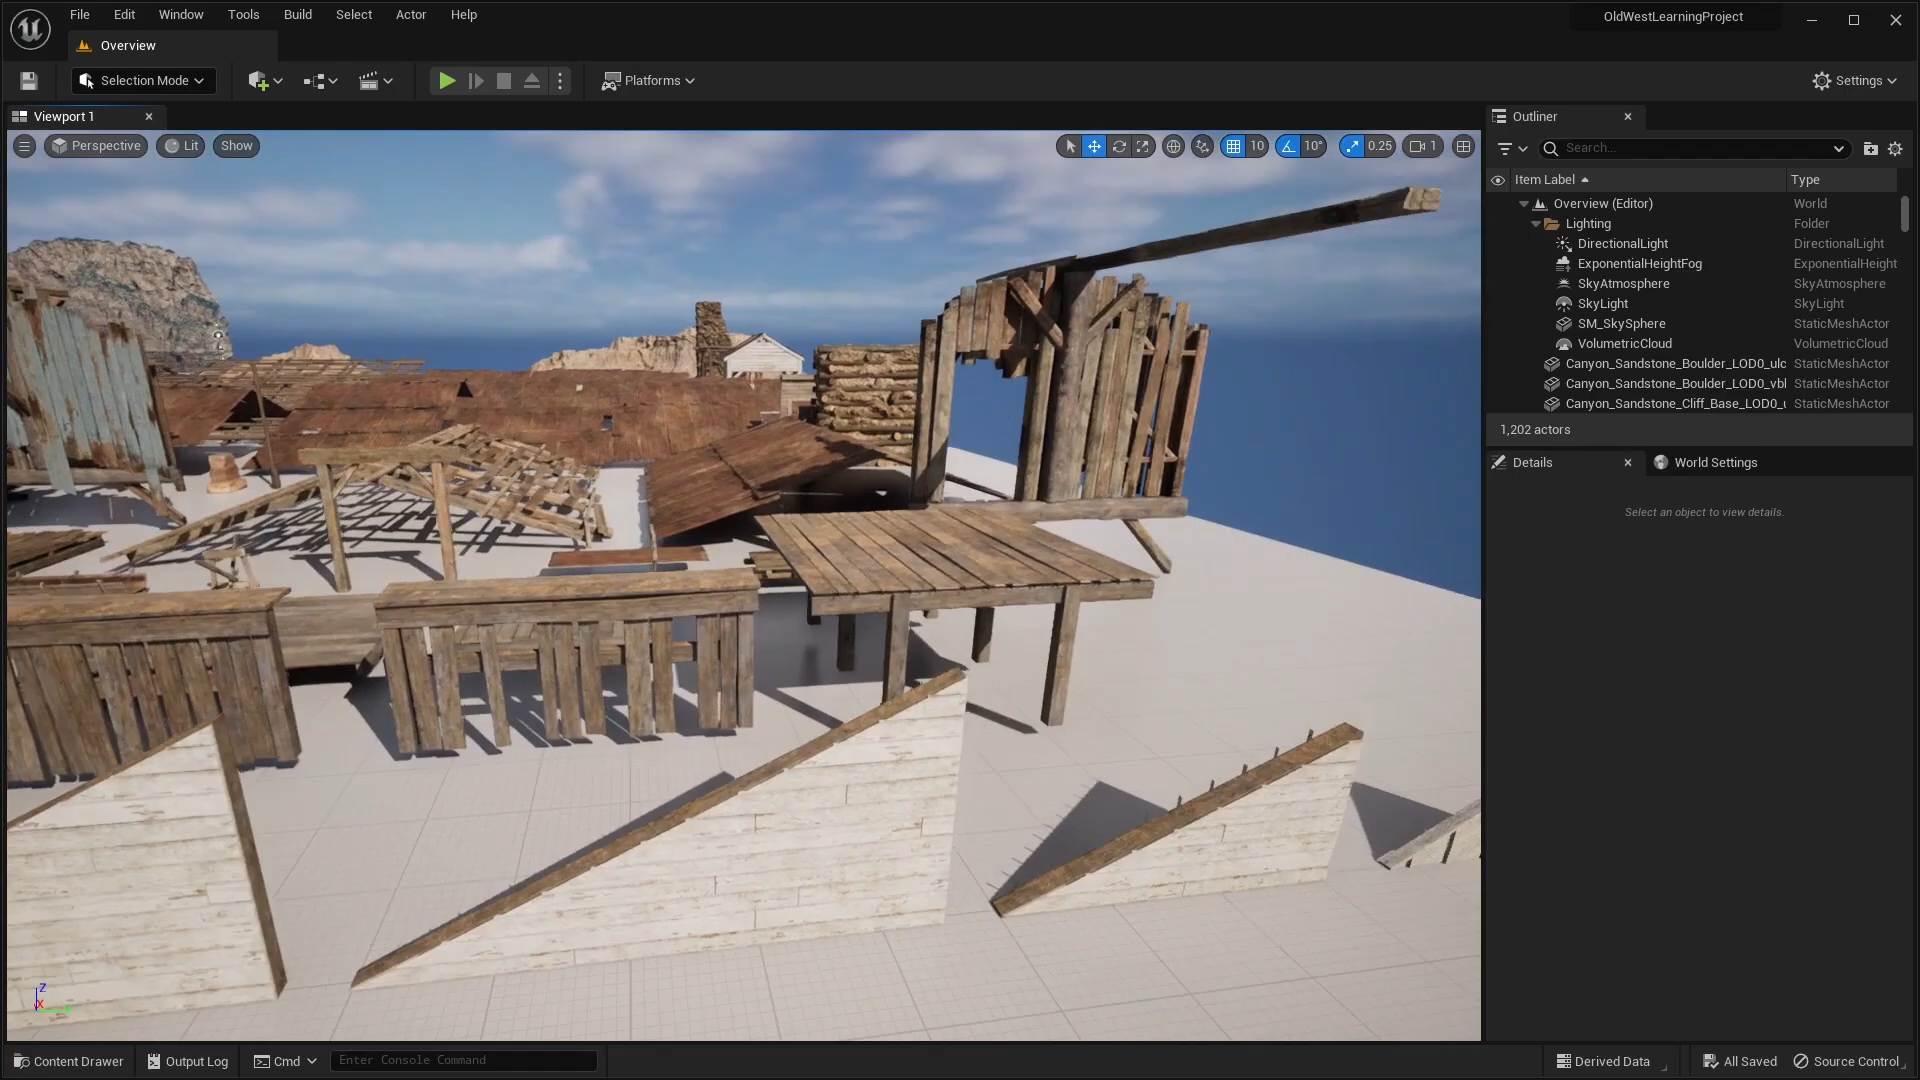 File Edit Window Tools Build Select Actor Help
OldWestLearningProject
Overview
Selection Mode
Platforms
Settings
Viewport 1
Outliner
Perspective Lit Show
10 10° 0.25 1
Search...
Item Label Type
Overview (Editor) World
Lighting Folder
DirectionalLight DirectionalLight
ExponentialHeightFog ExponentialHeight
SkyAtmosphere SkyAtmosphere
SkyLight SkyLight
SM_SkySphere StaticMeshActor
VolumetricCloud VolumetricCloud
Canyon_Sandstone_Boulder_LOD0_ulc StaticMeshActor
Canyon_Sandstone_Boulder_LOD0_vbl StaticMeshActor
Canyon_Sandstone_Cliff_Base_LOD0_u StaticMeshActor
1,202 actors
Details World Settings
Select an object to view details.
Z
X
Content Drawer Output Log Cmd Enter Console Command Derived Data All Saved Source Control